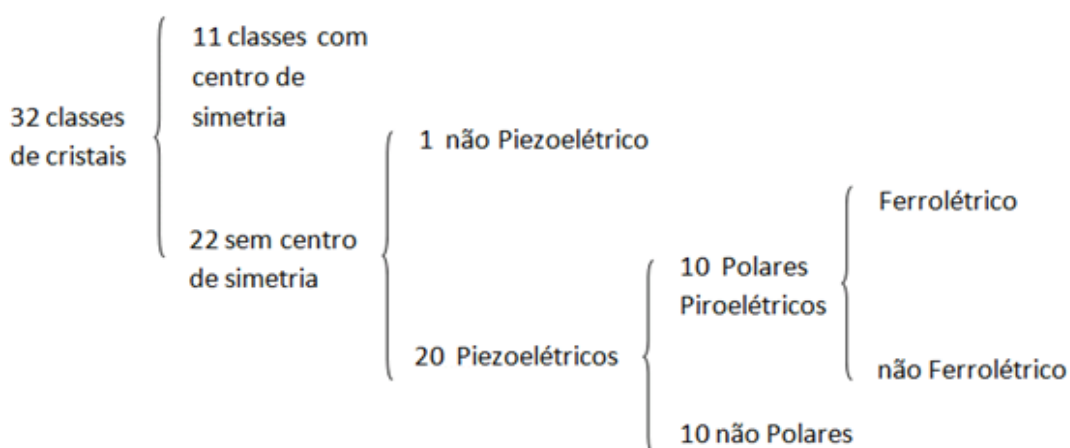 32 classes
de cristais
11 classes com
centro de
simetria
22 sem centro
de simetria
1 não Piezoelétrico
20 Piezoelétricos
10 Polares
Piroelétricos
10 não Polares
Ferrolétrico
não Ferrolétrico